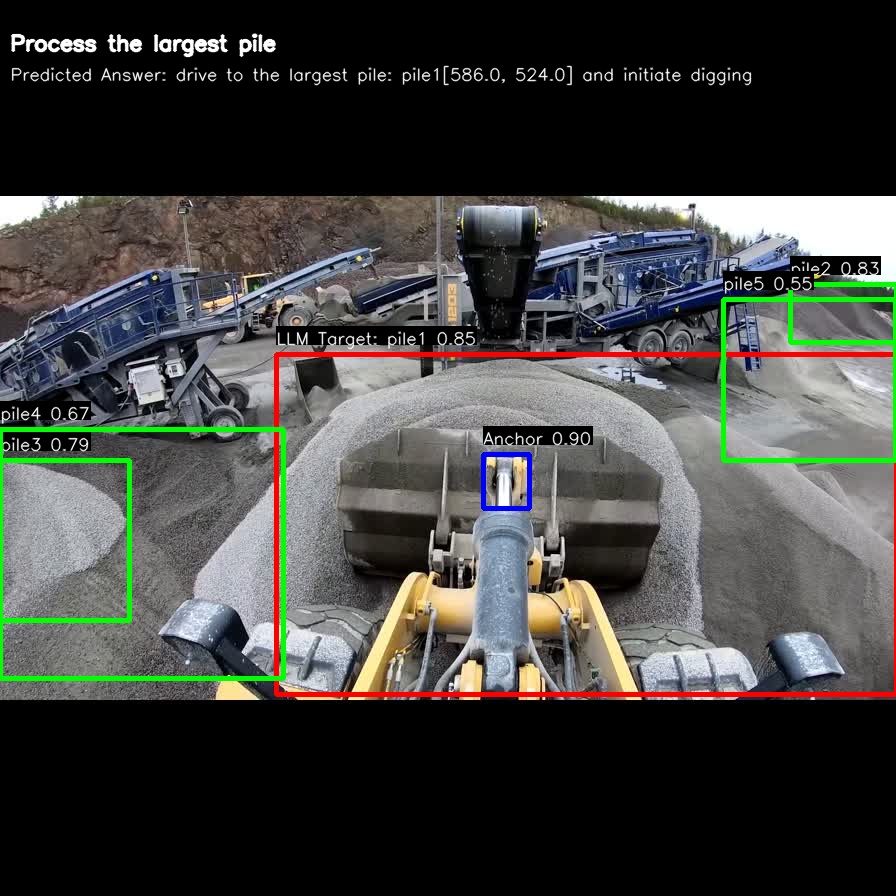 Process the largest pile
Predicted Answer: drive to the largest pile: pile1[586.0, 524.0] and initiate digging
pile2 0.83
pile5 0.55
LLM Target: pile1 0.85
pile4 0.67
Anchor 0.90
pile3 0.79